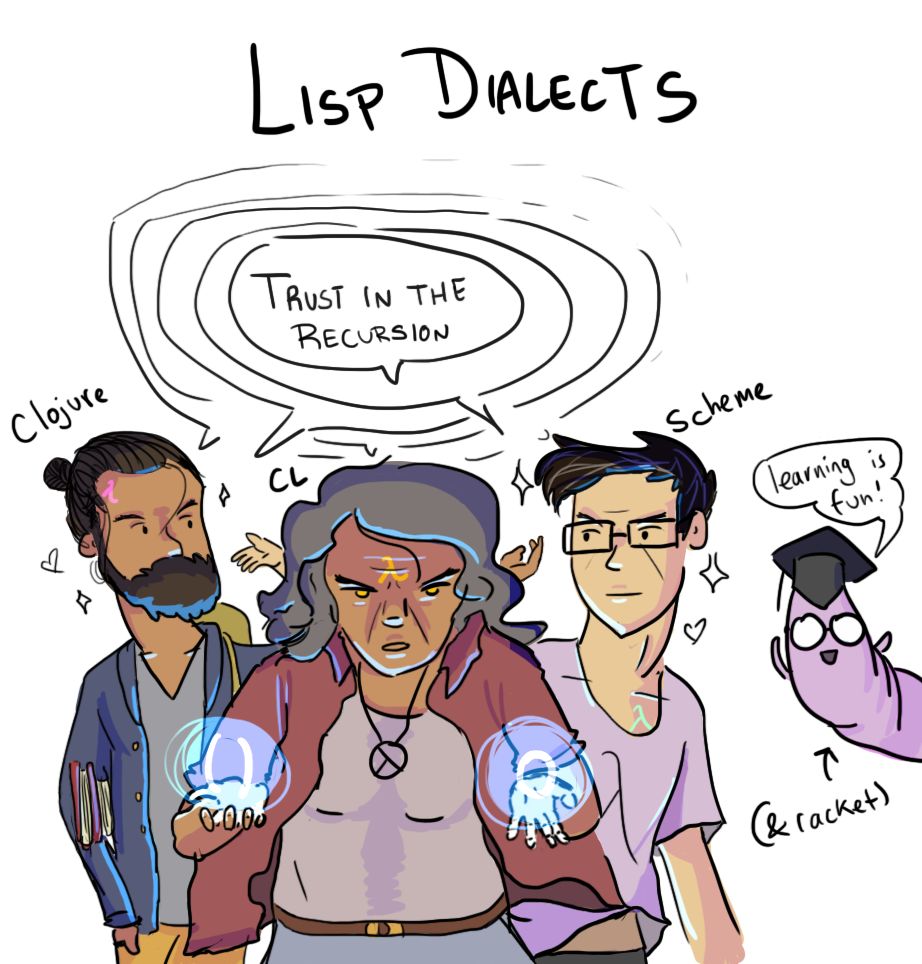 LISP DIALECTS
TRUST IN THE
RECURSION
Clojure
CL
Scheme
learning is
fun!
(& racket)
λ
λ
λ
()
()